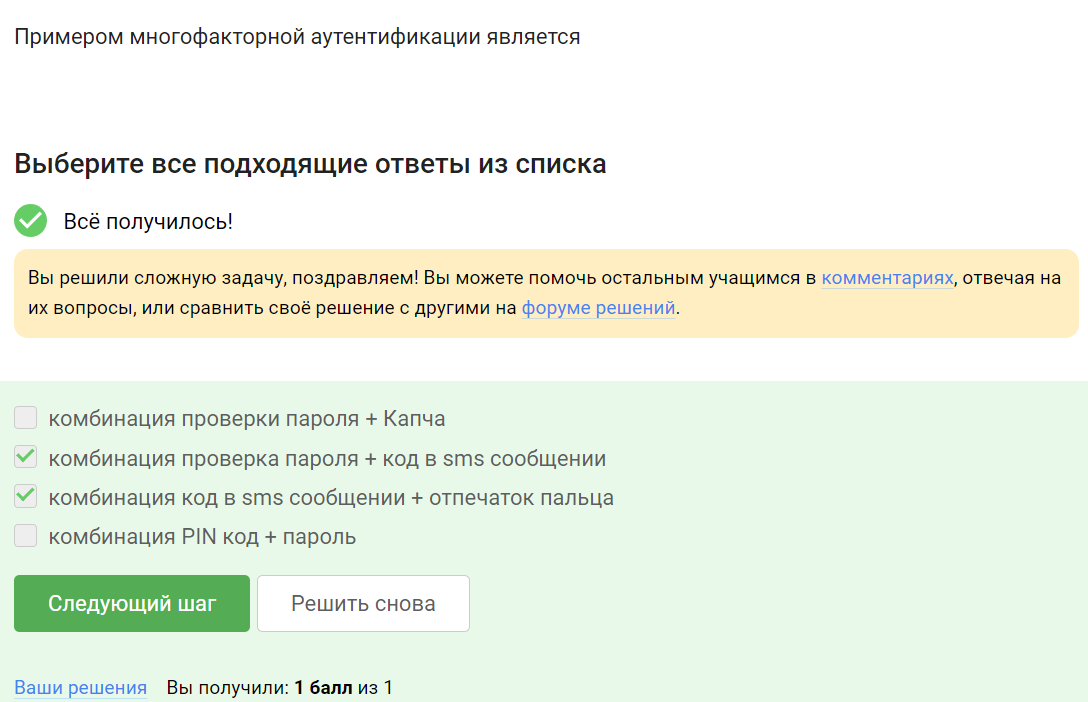 Примером многофакторной аутентификации является
Выберите все подходящие ответы из списка
Всё получилось!
Вы решили сложную задачу, поздравляем! Вы можете помочь остальным учащимся в комментариях, отвечая на
их вопросы, или сравнить своё решение с другими на форуме решений.
комбинация проверки пароля + Капча
комбинация проверка пароля + код в sms сообщении
комбинация код в sms сообщении + отпечаток пальца
комбинация PIN код + пароль
Следующий шаг Решить снова
Ваши решения Вы получили: 1 балл из 1